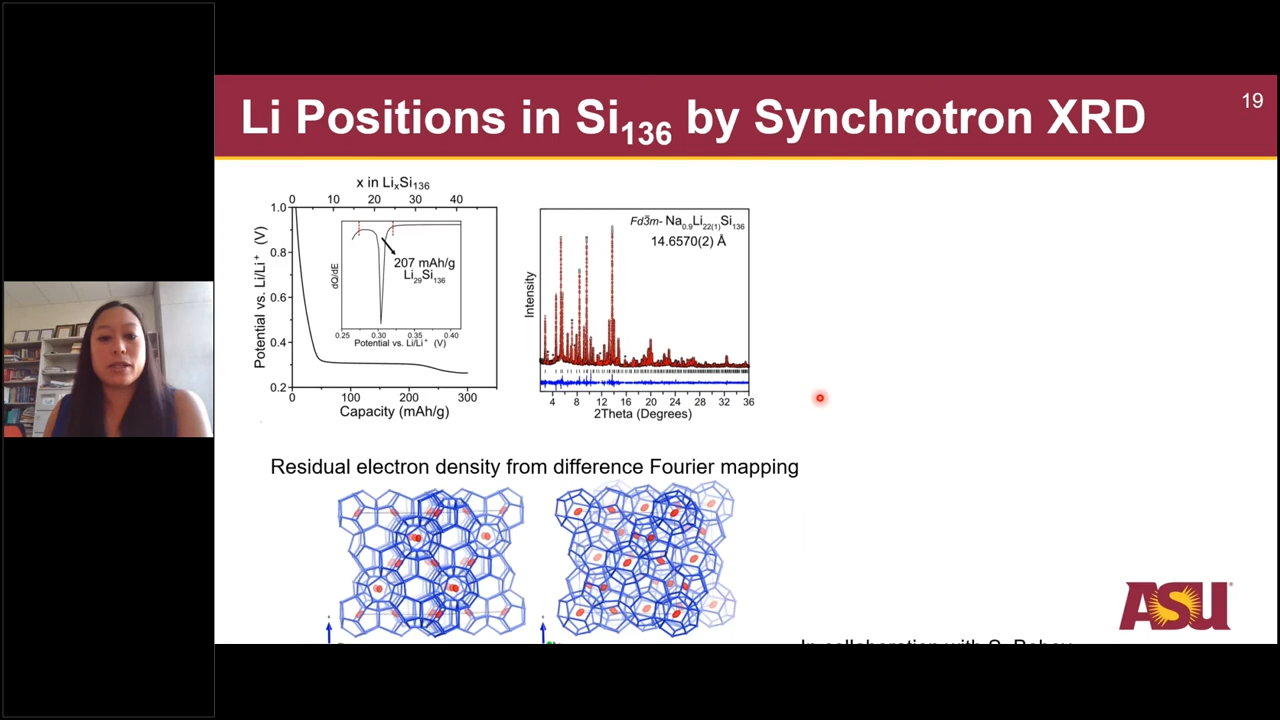 Li Positions in Si136 by Synchrotron XRD
19
x in LixSi136
0 10 20 30 40
1.0
0.8
0.6
0.4
0.2
Potential vs. Li/Li+ (V)
0 100 200 300
Capacity (mAh/g)
dQ/dE
207 mAh/g
Li29Si136
0.25 0.30 0.35 0.40
Potential vs. Li/Li+ (V)
Fd3̄m- Na0.9Li22(1)Si136
14.6570(2) Å
Intensity
4 8 12 16 20 24 28 32 36
2Theta (Degrees)
Residual electron density from difference Fourier mapping
ASU
In collaboration with S.